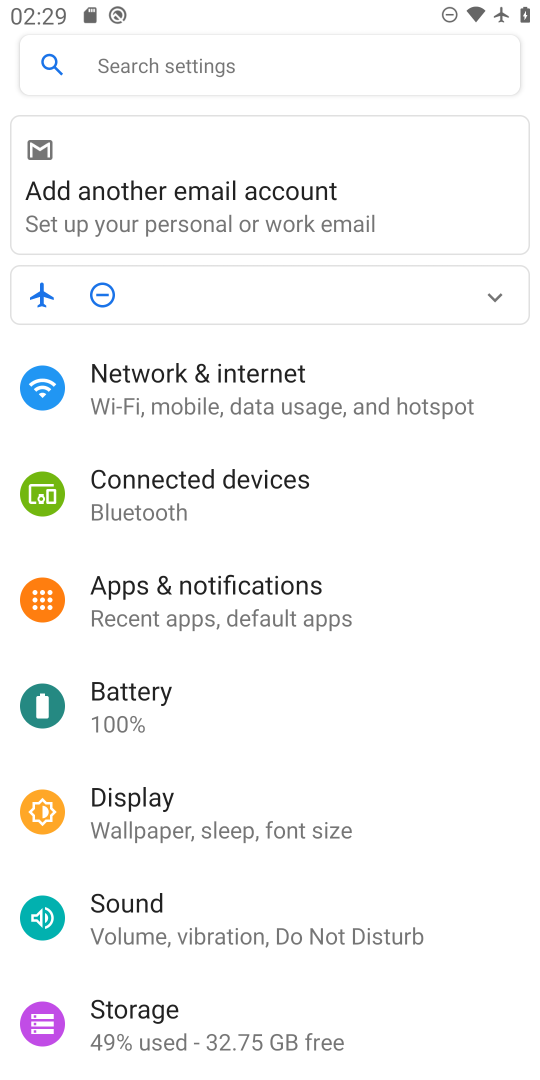 02:29
Search settings
Add another email account
Set up your personal or work email
Network & internet
Wi-Fi, mobile, data usage, and hotspot
Connected devices
Bluetooth
Apps & notifications
Recent apps, default apps
Battery
100%
Display
Wallpaper, sleep, font size
Sound
Volume, vibration, Do Not Disturb
Storage
49% used - 32.75 GB free